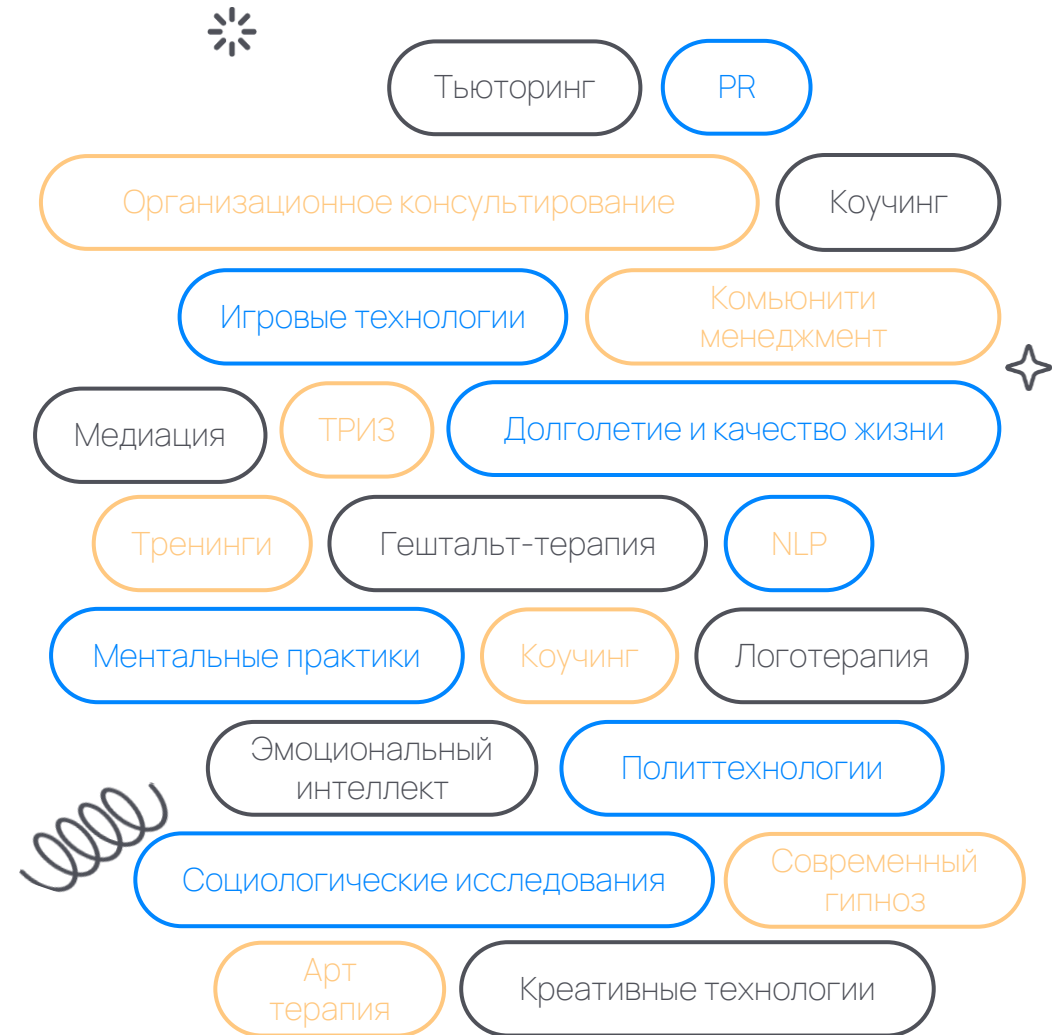 Тьюторинг
PR
Организационное консультирование
Коучинг
Игровые технологии
Комьюнити
менеджмент
Медиация
ТРИЗ
Долголетие и качество жизни
Тренинги
Гештальт-терапия
NLP
Ментальные практики
Коучинг
Логотерапия
Эмоциональный
интеллект
Политтехнологии
Социологические исследования
Современный
гипноз
Арт
терапия
Креативные технологии